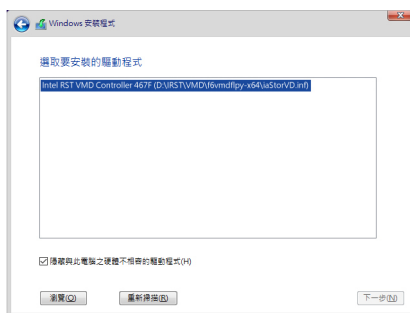 Windows 安裝程式
選取要安裝的驅動程式
Intel RST VMD Controller 467F (D:\IRST\VMD\f6vmdflpy-x64\iaStorVD.inf)
隱藏與此電腦之硬體不相容的驅動程式(H)
瀏覽(O)
重新掃描(R)
下一步(N)